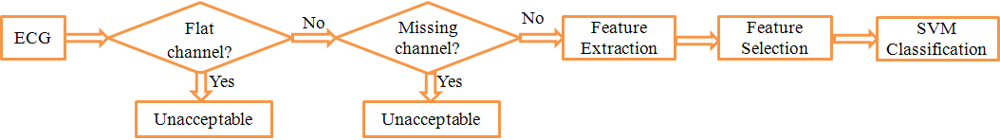 ECG
Flat
channel?
No
Yes
Unacceptable
Missing
channel?
No
Yes
Unacceptable
Feature
Extraction
Feature
Selection
SVM
Classification